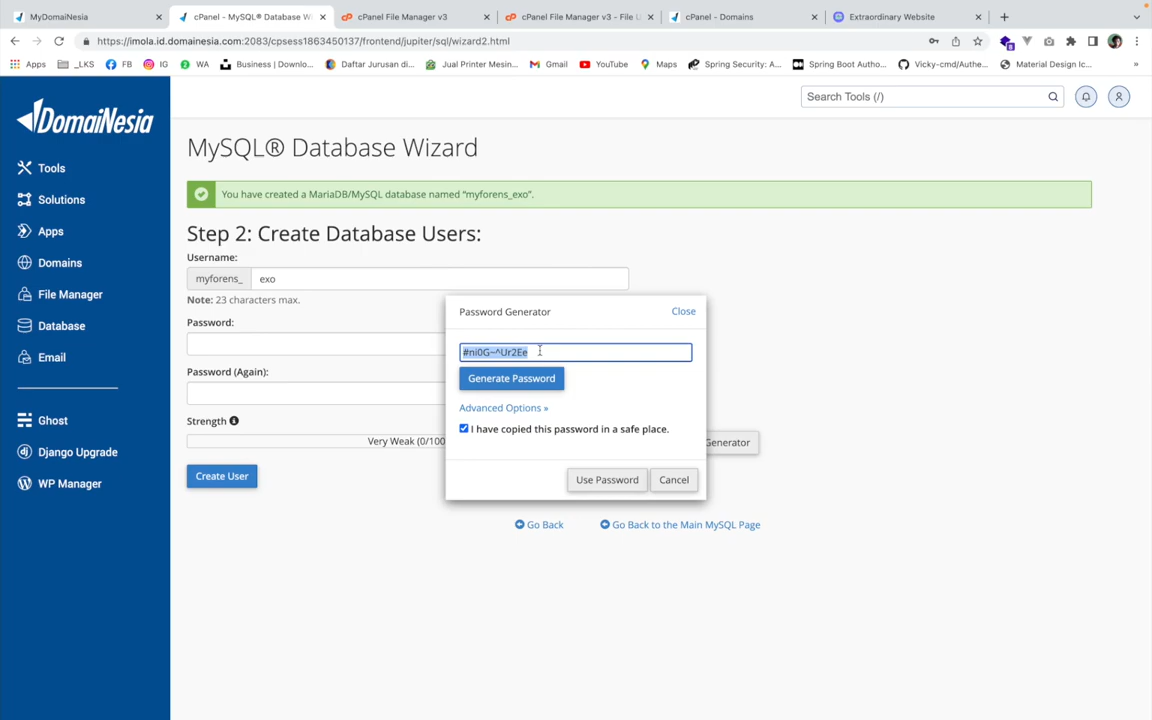 MyDomaiNesia
cPanel - MySQL® Database W
cPanel File Manager v3
cPanel File Manager v3 - File U
cPanel - Domains
Extraordinary Website
https://imola.id.domainesia.com:2083/cpsess1863450137/frontend/jupiter/sql/wizard2.html
Apps
_LKS
FB
IG
WA
Business | Downlo...
Daftar Jurusan di...
Jual Printer Mesin...
Gmail
YouTube
Maps
Spring Security: A...
Spring Boot Autho...
Vicky-cmd/Authe...
Material Design Ic...
»
DomaiNesia
Search Tools (/)
Tools
Solutions
Apps
Domains
File Manager
Database
Email
Ghost
Django Upgrade
WP Manager
MySQL® Database Wizard
You have created a MariaDB/MySQL database named “myforens_exo”.
Step 2: Create Database Users:
Username:
myforens_ exo
Note: 23 characters max.
Password:
Password (Again):
Strength
Very Weak (0/100
Generator
Create User
Password Generator
Close
#ni0G~^Ur2Ee
Generate Password
Advanced Options »
I have copied this password in a safe place.
Use Password
Cancel
Go Back
Go Back to the Main MySQL Page